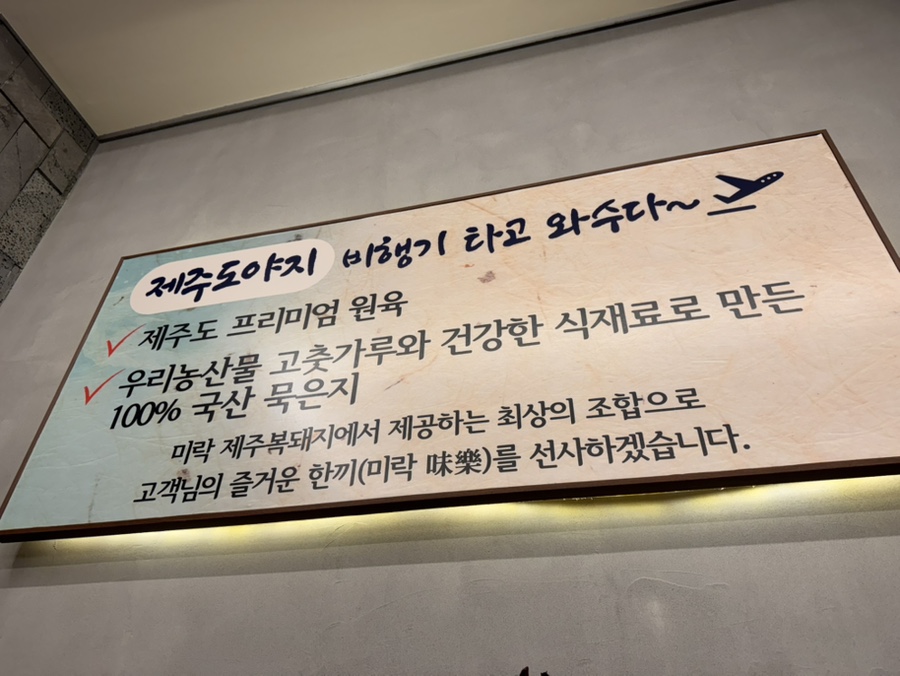 제주도야지 비행기 타고 와수다~
제주도 프리미엄 원육
우리농산물 고춧가루와 건강한 식재료로 만든
100% 국산 묵은지
미락 제주복돼지에서 제공하는 최상의 조합으로
고객님의 즐거운 한끼(미락 味樂)를 선사하겠습니다.